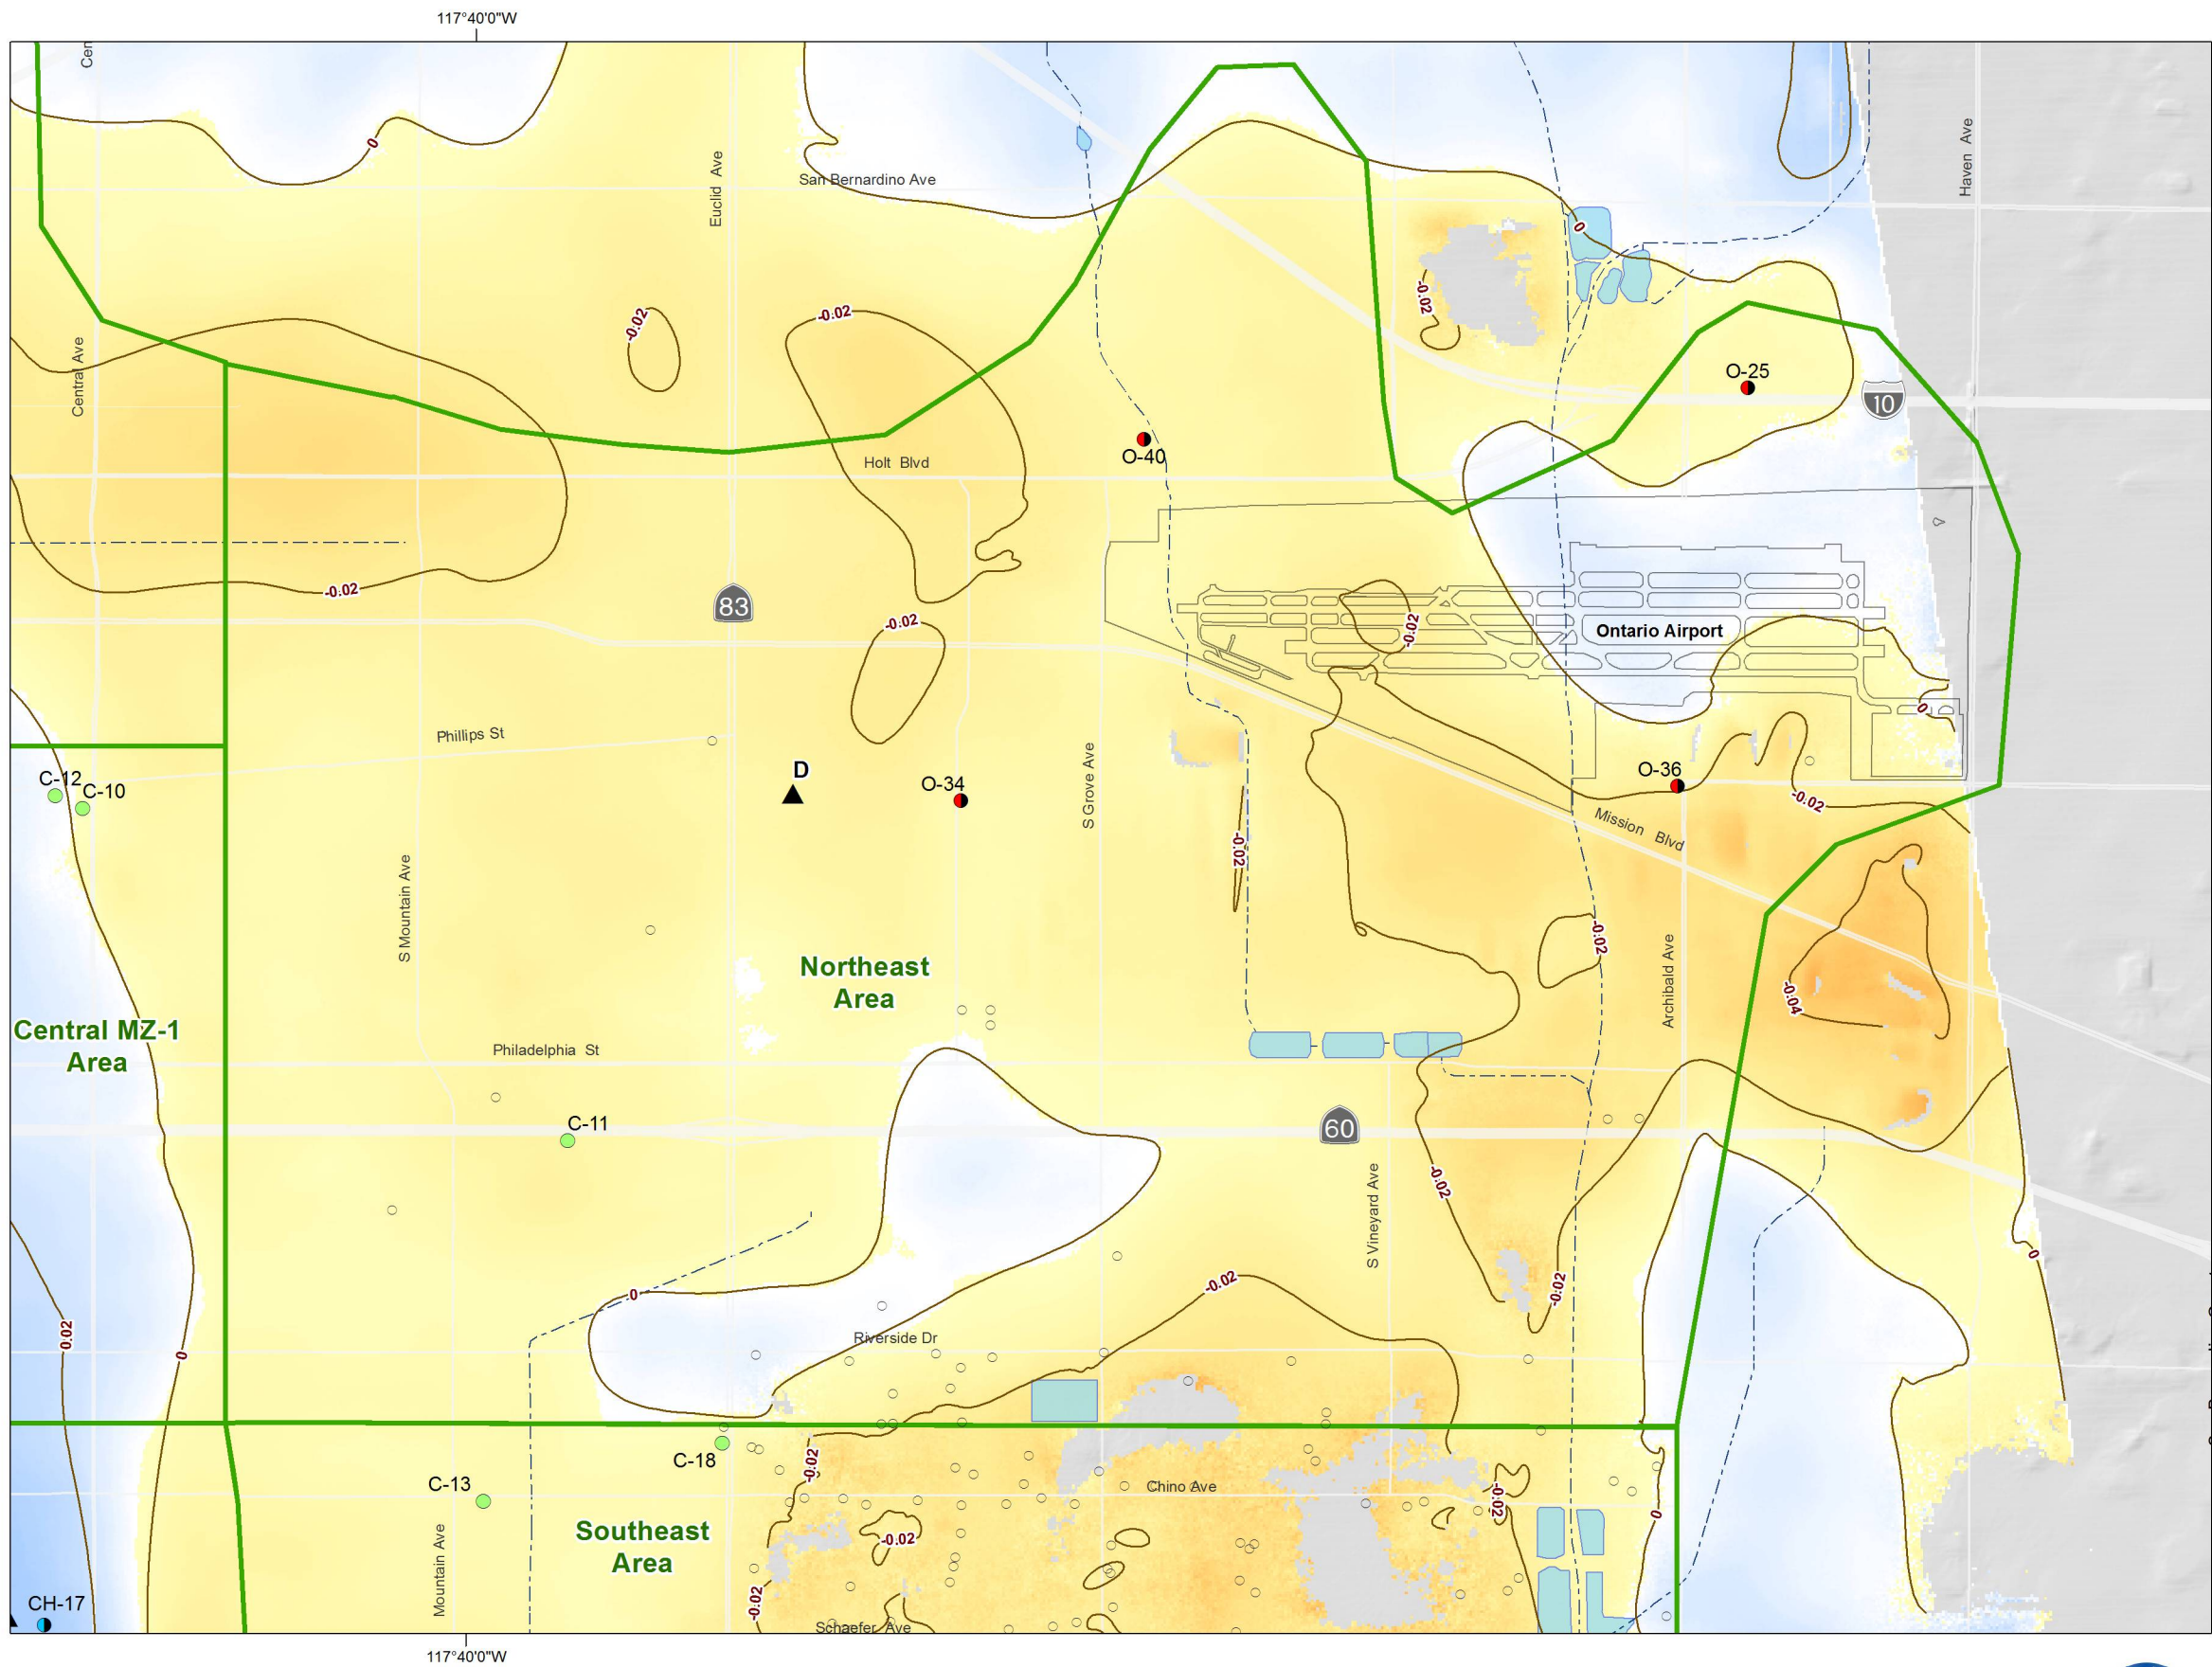 117°40'0"W
Cen
0
Euclid Ave
San Bernardino Ave
Haven Ave
0
-0.02
-0.02
-0.02
Central Ave
O-25
10
O-40
Holt Blvd
-0.02
83
-0.02
-0.02
Ontario Airport
0
Phillips St
D
O-34
O-36
C-12
C-10
S Grove Ave
-0.02
-0.02
Mission Blvd
S Mountain Ave
-0.02
Archibald Ave
-0.04
Northeast
Area
Central MZ-1
Area
Philadelphia St
C-11
60
S Vineyard Ave
-0.02
0
-0.02
-0.02
0
0.02
0
Riverside Dr
C-18
-0.02
C-13
Chino Ave
-0.02
0
Southeast
Area
-0.02
Mountain Ave
-0.02
CH-17
Schaefer Ave
117°40'0"W